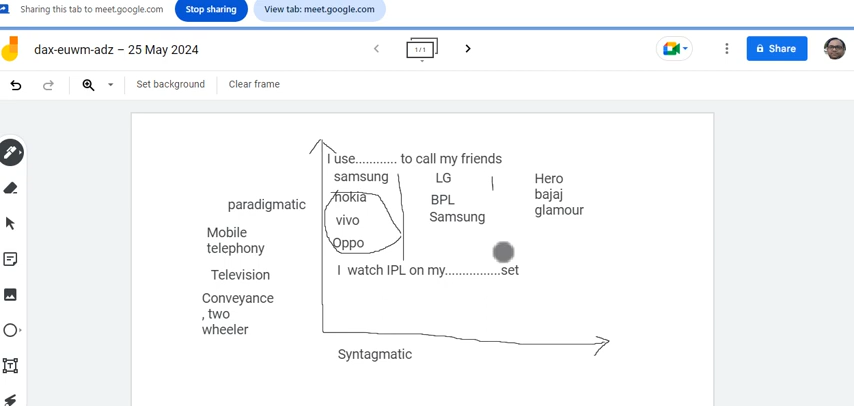 Sharing this tab to meet.google.com
Stop sharing
View tab: meet.google.com
dax-euwm-adz – 25 May 2024
1/1
Share
Set background
Clear frame
I use............ to call my friends
samsung
LG
Hero
nokia
BPL
bajaj
paradigmatic
vivo
Samsung
glamour
Mobile
telephony
Oppo
Television
I watch IPL on my...............set
Conveyance
, two
wheeler
Syntagmatic